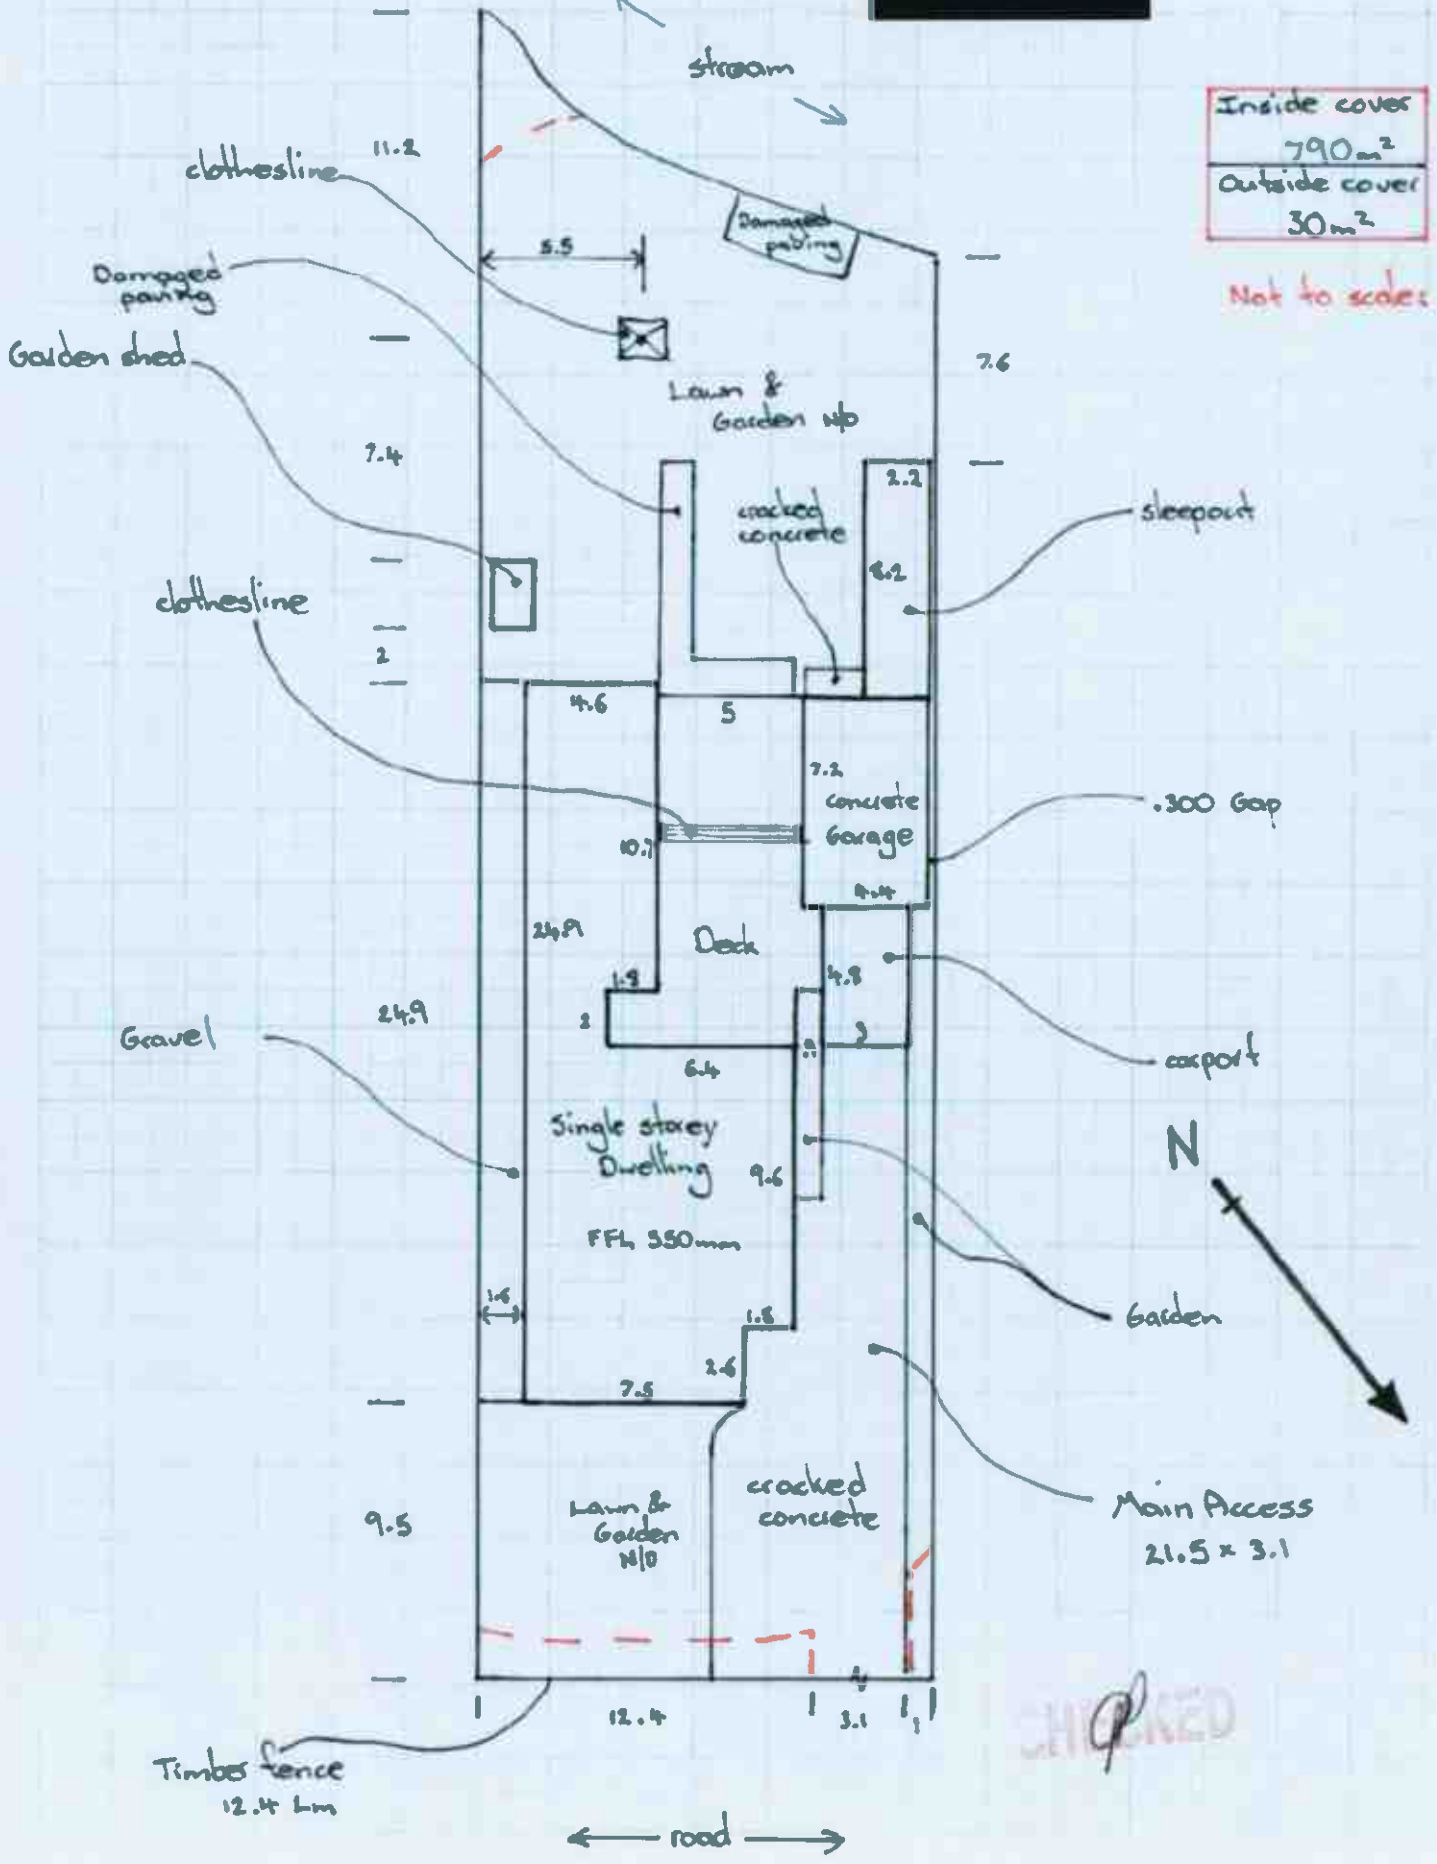 stream
Inside cover
790m²
Outside cover
30m²
Not to scale:
11.2
clothesline
Damaged
paving
5.5
Damaged
paving
Garden shed
7.6
Lawn &
Garden N/D
7.4
2.2
cracked
concrete
sleepout
8.2
clothesline
2
4.6
5
7.2
Concrete
Garage
.300 Gap
10.7
4.4
24.9
Deck
1.8
4.8
24.9
2
3
Gravel
6.4
carport
Single storey
Dwelling
9.6
N
FFL 350mm
1.6
1.8
Garden
2.6
7.5
9.5
Lawn &
Garden
N/D
cracked
concrete
Main Access
21.5 x 3.1
12.4
3.1
1
CHECKED
Timber fence
12.4 Lm
road